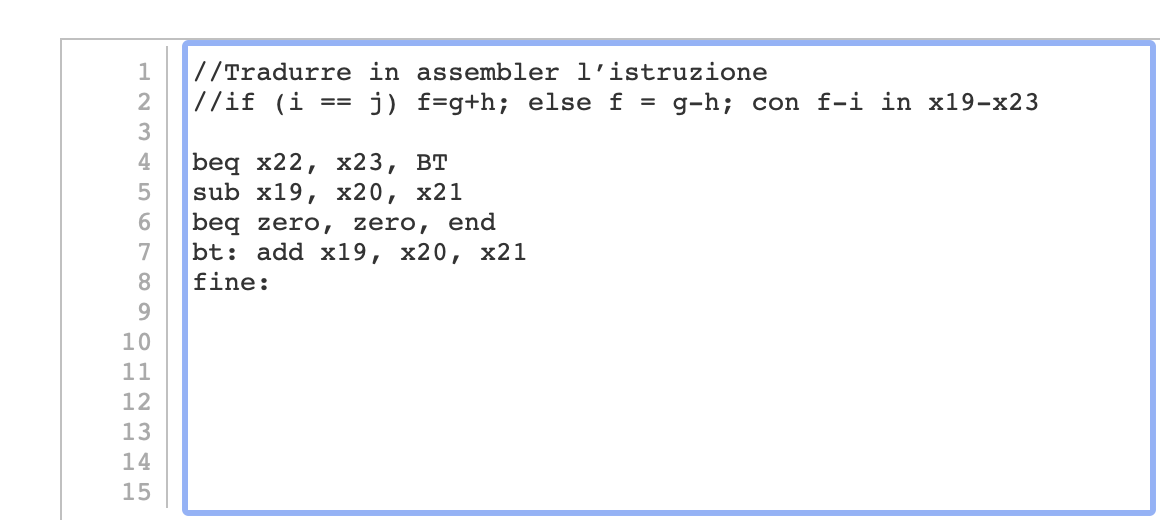 1 //Tradurre in assembler l’istruzione
2 //if (i == j) f=g+h; else f = g-h; con f-i in x19-x23
3
4 beq x22, x23, BT
5 sub x19, x20, x21
6 beq zero, zero, end
7 bt: add x19, x20, x21
8 fine:
9
10
11
12
13
14
15